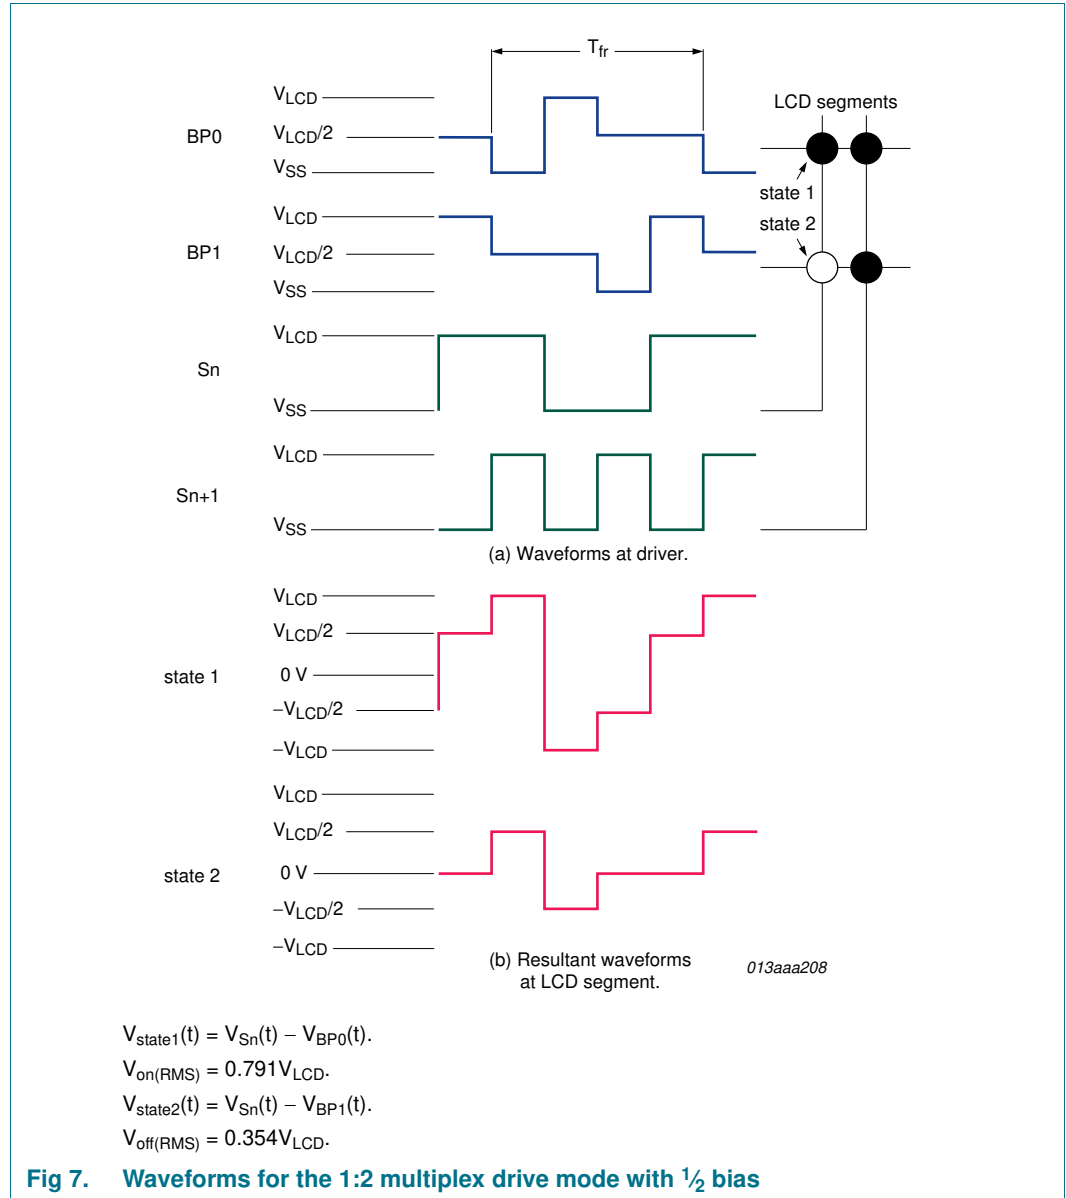 Tfr
VLCD
BP0
VLCD/2
VSS
LCD segments
state 1
state 2
VLCD
BP1
VLCD/2
VSS
VLCD
Sn
VSS
VLCD
Sn+1
VSS
(a) Waveforms at driver.
VLCD
VLCD/2
state 1
0 V
−VLCD/2
−VLCD
VLCD
VLCD/2
state 2
0 V
−VLCD/2
−VLCD
(b) Resultant waveforms
at LCD segment.
013aaa208
Vstate1(t) = VSn(t) − VBP0(t).
Von(RMS) = 0.791VLCD.
Vstate2(t) = VSn(t) − VBP1(t).
Voff(RMS) = 0.354VLCD.
Fig 7. Waveforms for the 1:2 multiplex drive mode with 1⁄2 bias